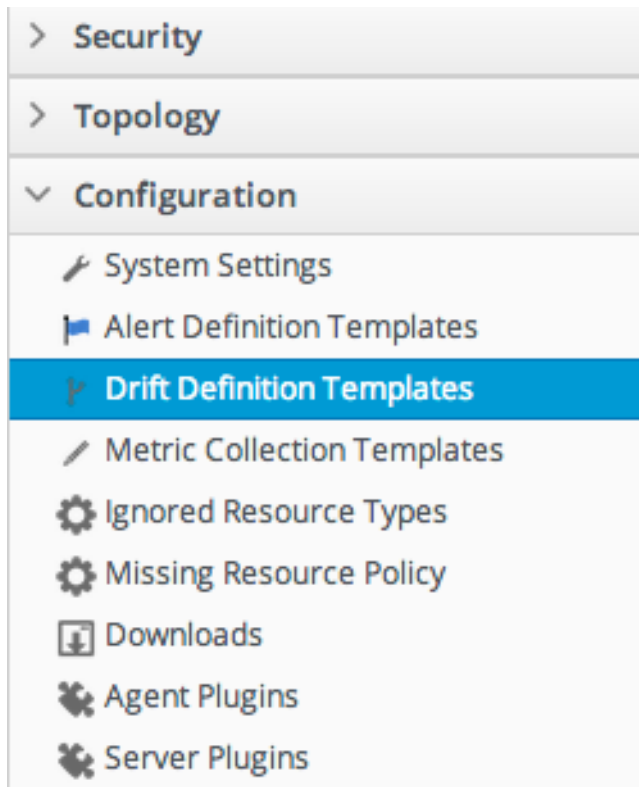 Security
Topology
Configuration
System Settings
Alert Definition Templates
Drift Definition Templates
Metric Collection Templates
Ignored Resource Types
Missing Resource Policy
Downloads
Agent Plugins
Server Plugins